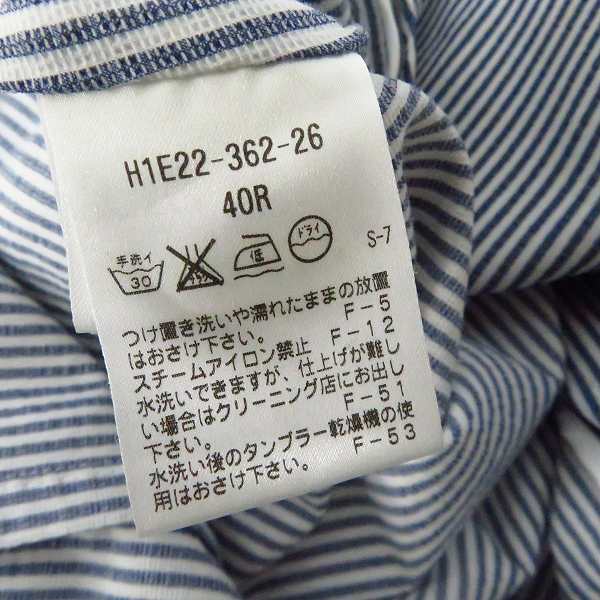 H1E22-362-26
40R
手洗イ
30
低
ドライ
S-7
つけ置き洗いや濡れたままの放置
はおさけ下さい。 F-5
スチームアイロン禁止 F-12
水洗いできますが、仕上げが難し
い場合はクリーニング店にお出し
下さい。 F-51
水洗い後のタンブラー乾燥機の使
用はおさけ下さい。 F-53